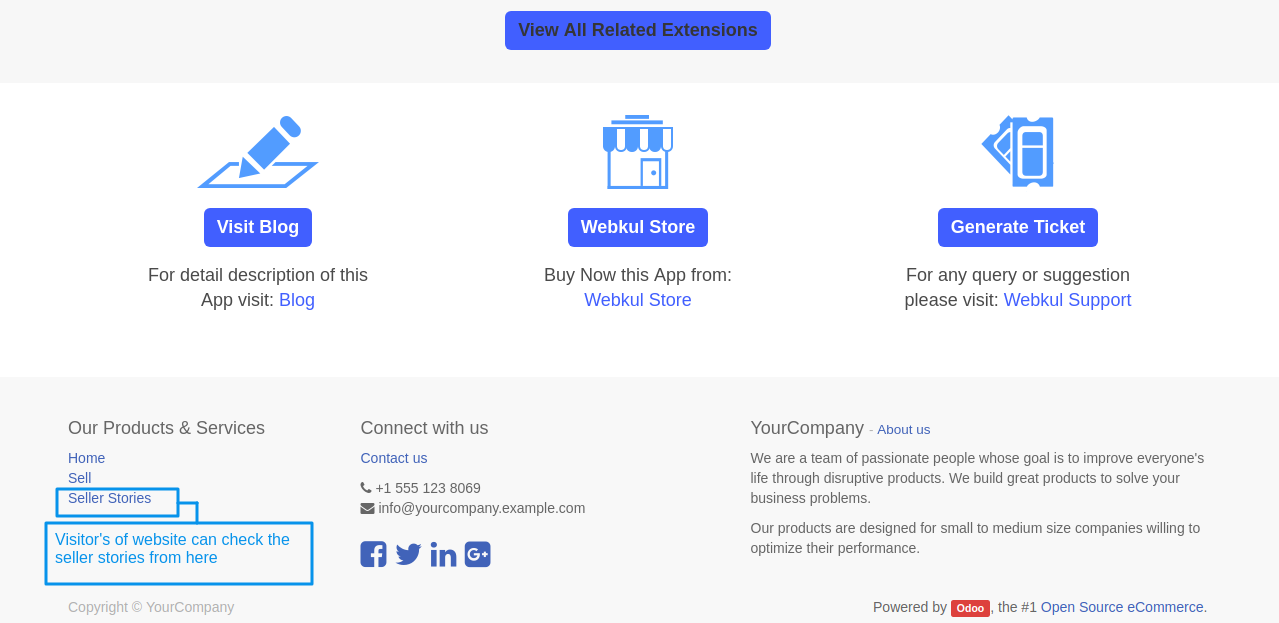 View All Related Extensions
Visit Blog
For detail description of this
App visit: Blog
Webkul Store
Buy Now this App from:
Webkul Store
Generate Ticket
For any query or suggestion
please visit: Webkul Support
Our Products & Services
Home
Sell
Seller Stories
Visitor's of website can check the
seller stories from here
Connect with us
Contact us
+1 555 123 8069
info@yourcompany.example.com
YourCompany - About us
We are a team of passionate people whose goal is to improve everyone's
life through disruptive products. We build great products to solve your
business problems.
Our products are designed for small to medium size companies willing to
optimize their performance.
Copyright © YourCompany
Powered by Odoo, the #1 Open Source eCommerce.